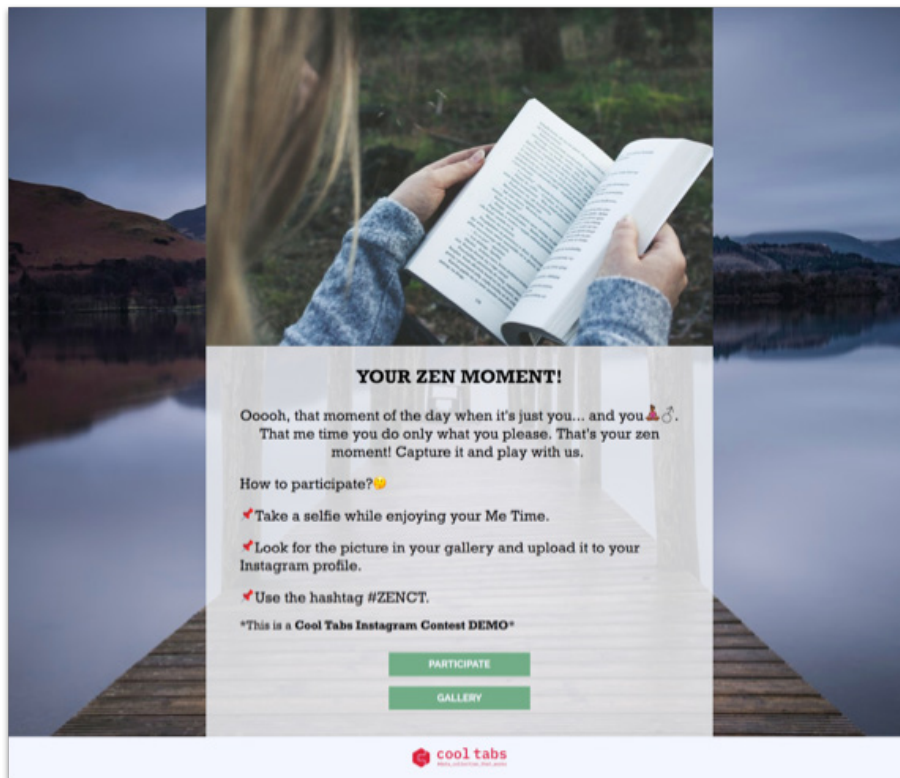 YOUR ZEN MOMENT!
Ooooh, that moment of the day when it's just you... and you🧘🏻‍♂.
That me time you do only what you please. That's your zen
moment! Capture it and play with us.
How to participate?🤔
📌Take a selfie while enjoying your Me Time.
📌Look for the picture in your gallery and upload it to your
Instagram profile.
📌Use the hashtag #ZENCT.
*This is a Cool Tabs Instagram Contest DEMO*
PARTICIPATE
GALLERY
cool tabs